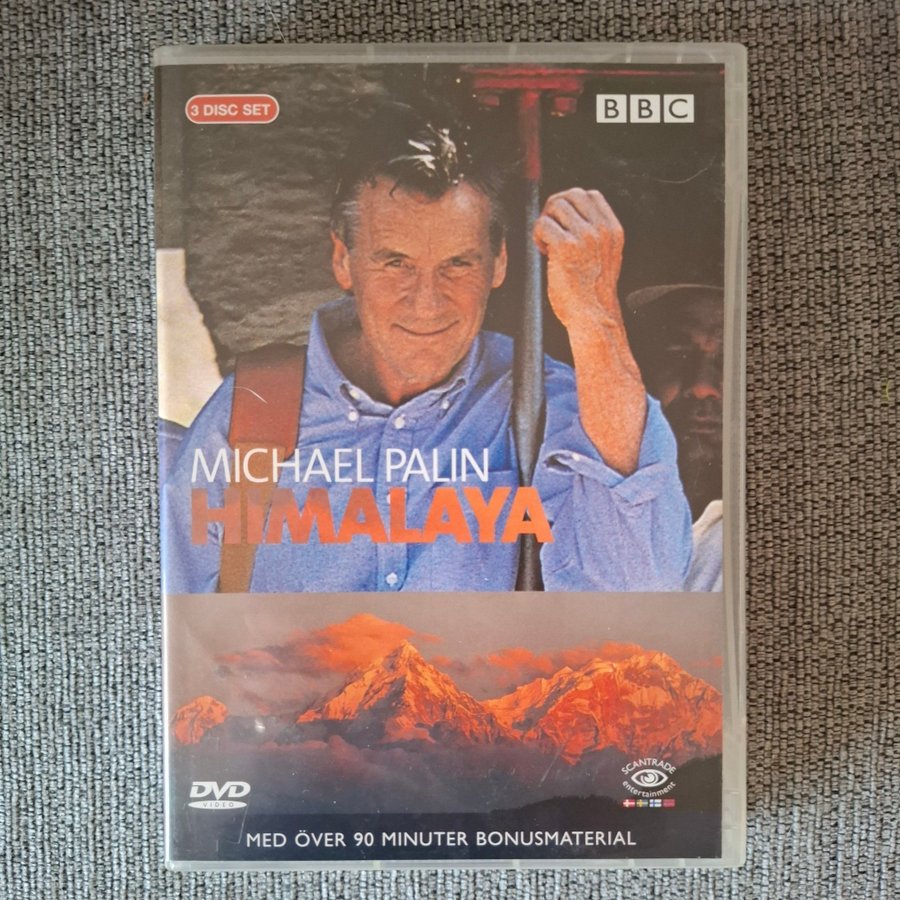 3 DISC SET
BBC
MICHAEL PALIN
HIMALAYA
SCANTRADE
entertainment
DVD
VIDEO
MED ÖVER 90 MINUTER BONUSMATERIAL